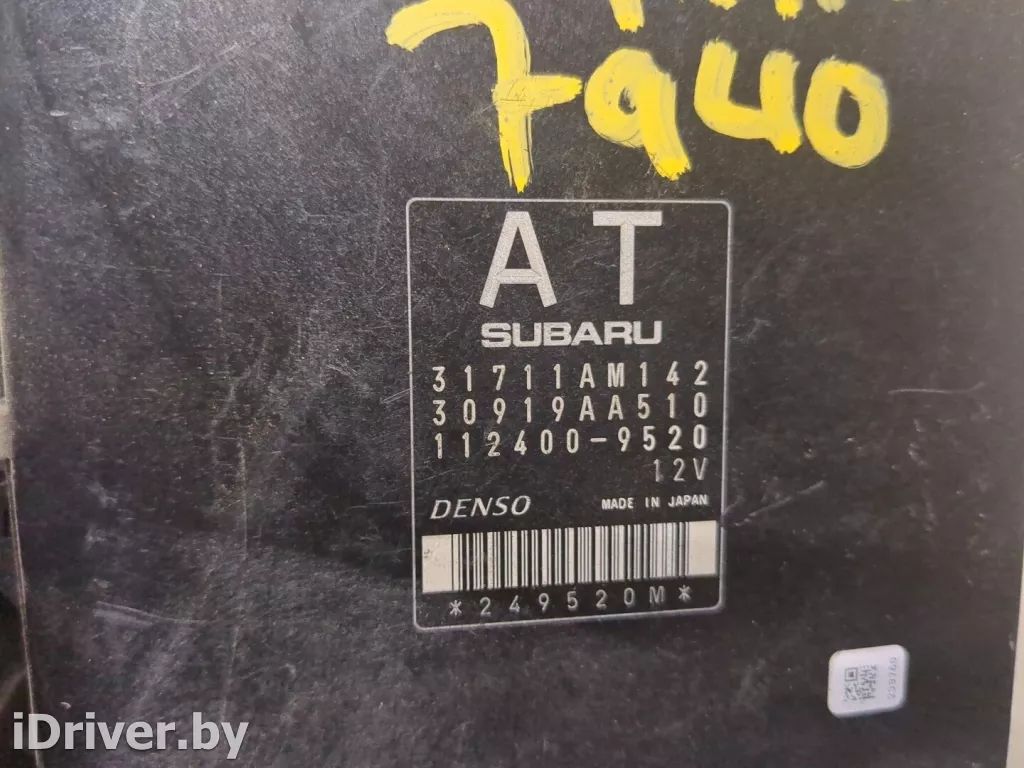 7940
AT
SUBARU
31711AM142
30919AA510
112400-9520
12V
DENSO MADE IN JAPAN
*249520M*
iDriver.by